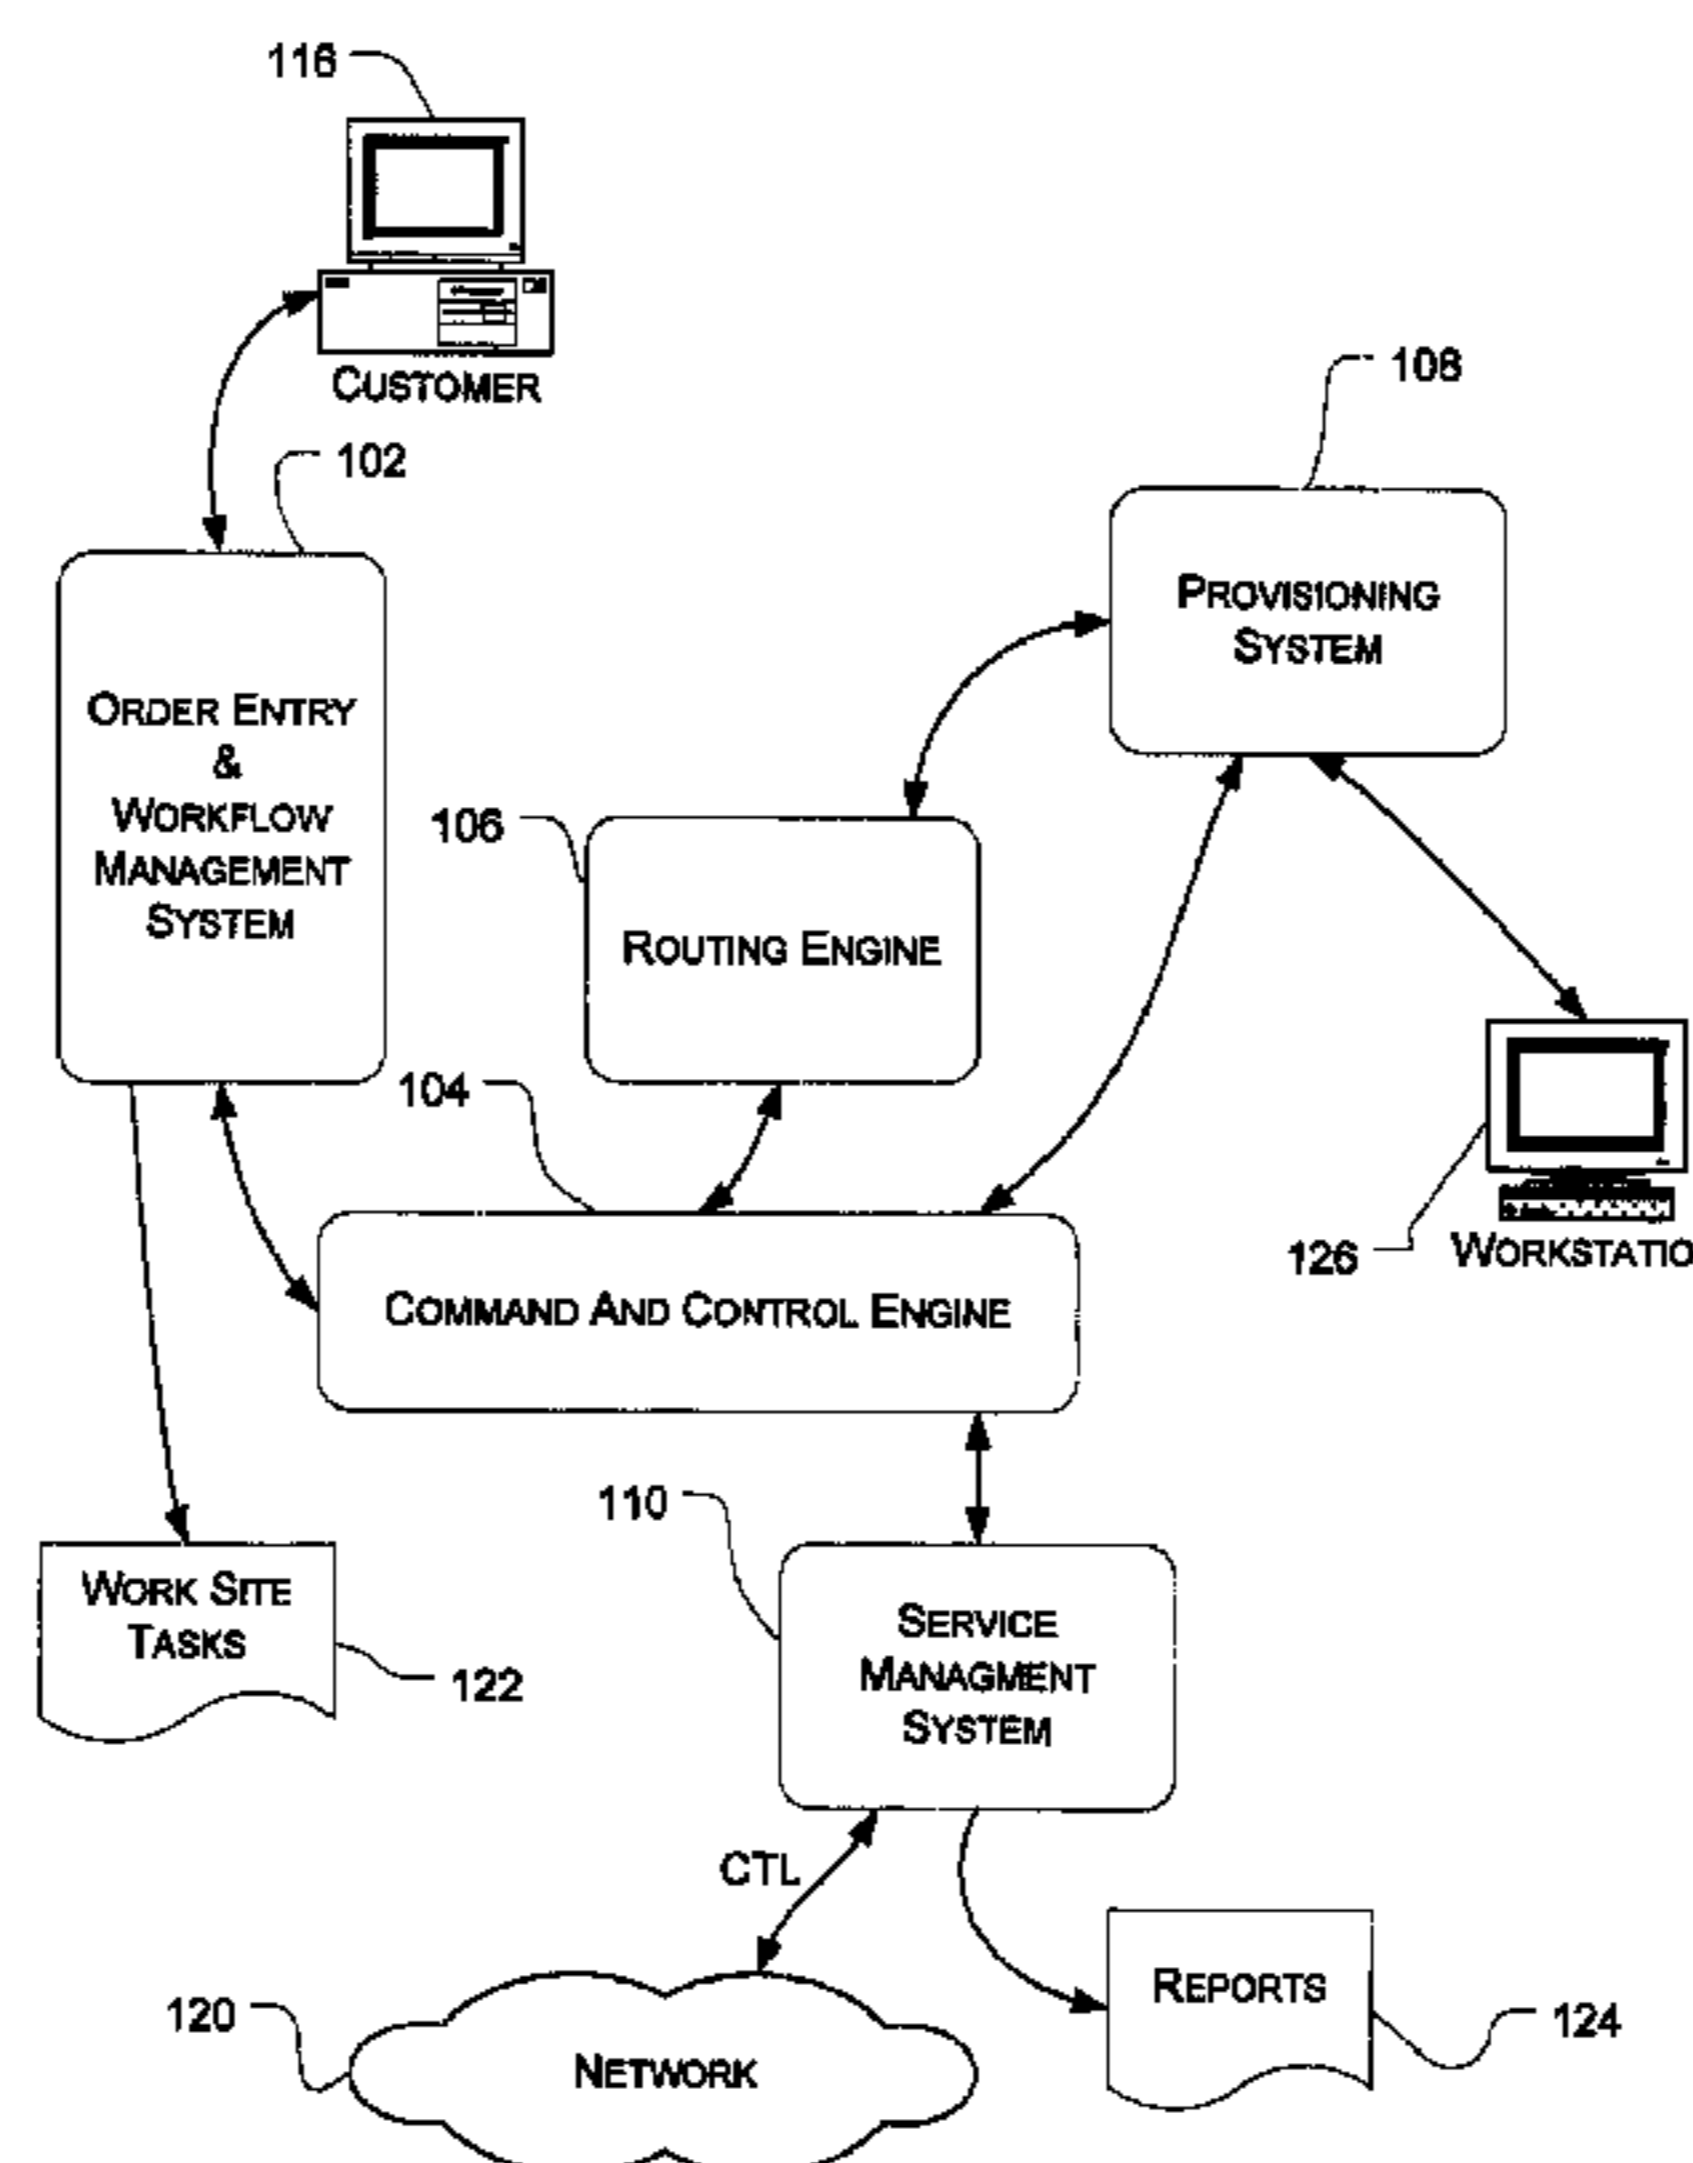 116
CUSTOMER
102
108
PROVISIONING
SYSTEM
ORDER ENTRY
&
WORKFLOW
MANAGEMENT
SYSTEM
106
ROUTING ENGINE
104
126
WORKSTATIO
COMMAND AND CONTROL ENGINE
110
WORK SITE
TASKS
122
SERVICE
MANAGMENT
SYSTEM
CTL
120
NETWORK
REPORTS
124